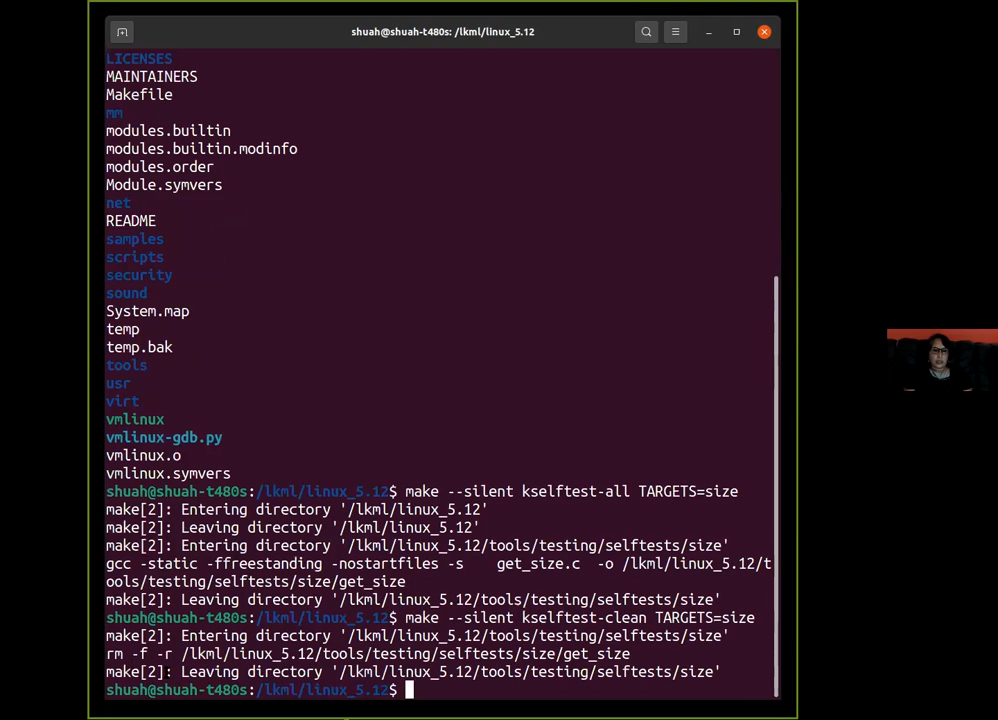 shuah@shuah-t480s: /lkml/linux_5.12
LICENSES
MAINTAINERS
Makefile
mm
modules.builtin
modules.builtin.modinfo
modules.order
Module.symvers
net
README
samples
scripts
security
sound
System.map
temp
temp.bak
tools
usr
virt
vmlinux
vmlinux-gdb.py
vmlinux.o
vmlinux.symvers
shuah@shuah-t480s:/lkml/linux_5.12$ make --silent kselftest-all TARGETS=size
make[2]: Entering directory '/lkml/linux_5.12'
make[2]: Leaving directory '/lkml/linux_5.12'
make[2]: Entering directory '/lkml/linux_5.12/tools/testing/selftests/size'
gcc -static -ffreestanding -nostartfiles -s    get_size.c  -o /lkml/linux_5.12/t
ools/testing/selftests/size/get_size
make[2]: Leaving directory '/lkml/linux_5.12/tools/testing/selftests/size'
shuah@shuah-t480s:/lkml/linux_5.12$ make --silent kselftest-clean TARGETS=size
make[2]: Entering directory '/lkml/linux_5.12/tools/testing/selftests/size'
rm -f -r /lkml/linux_5.12/tools/testing/selftests/size/get_size
make[2]: Leaving directory '/lkml/linux_5.12/tools/testing/selftests/size'
shuah@shuah-t480s:/lkml/linux_5.12$